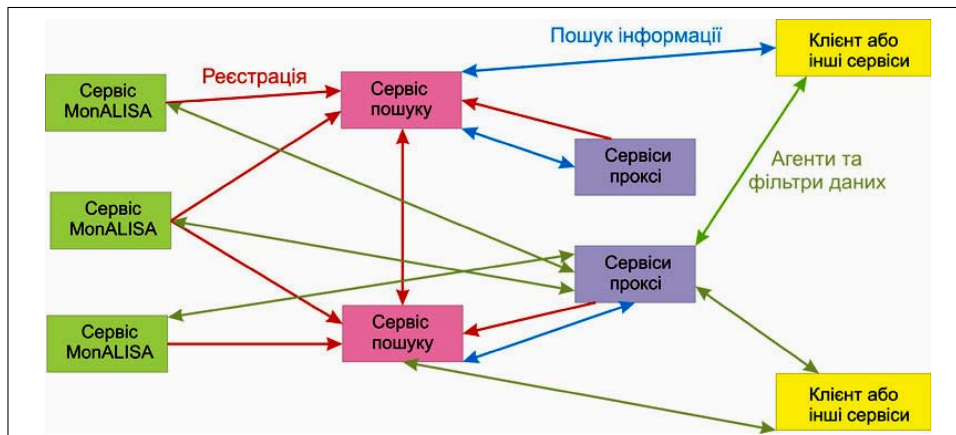 Пошук інформації
Клієнт або
інші сервіси
Реєстрація
Сервіс
MonALISA
Сервіс
пошуку
Сервіси
проксі
Агенти та
фільтри даних
Сервіс
MonALISA
Сервіси
проксі
Сервіс
MonALISA
Сервіс
пошуку
Клієнт або
інші сервіси